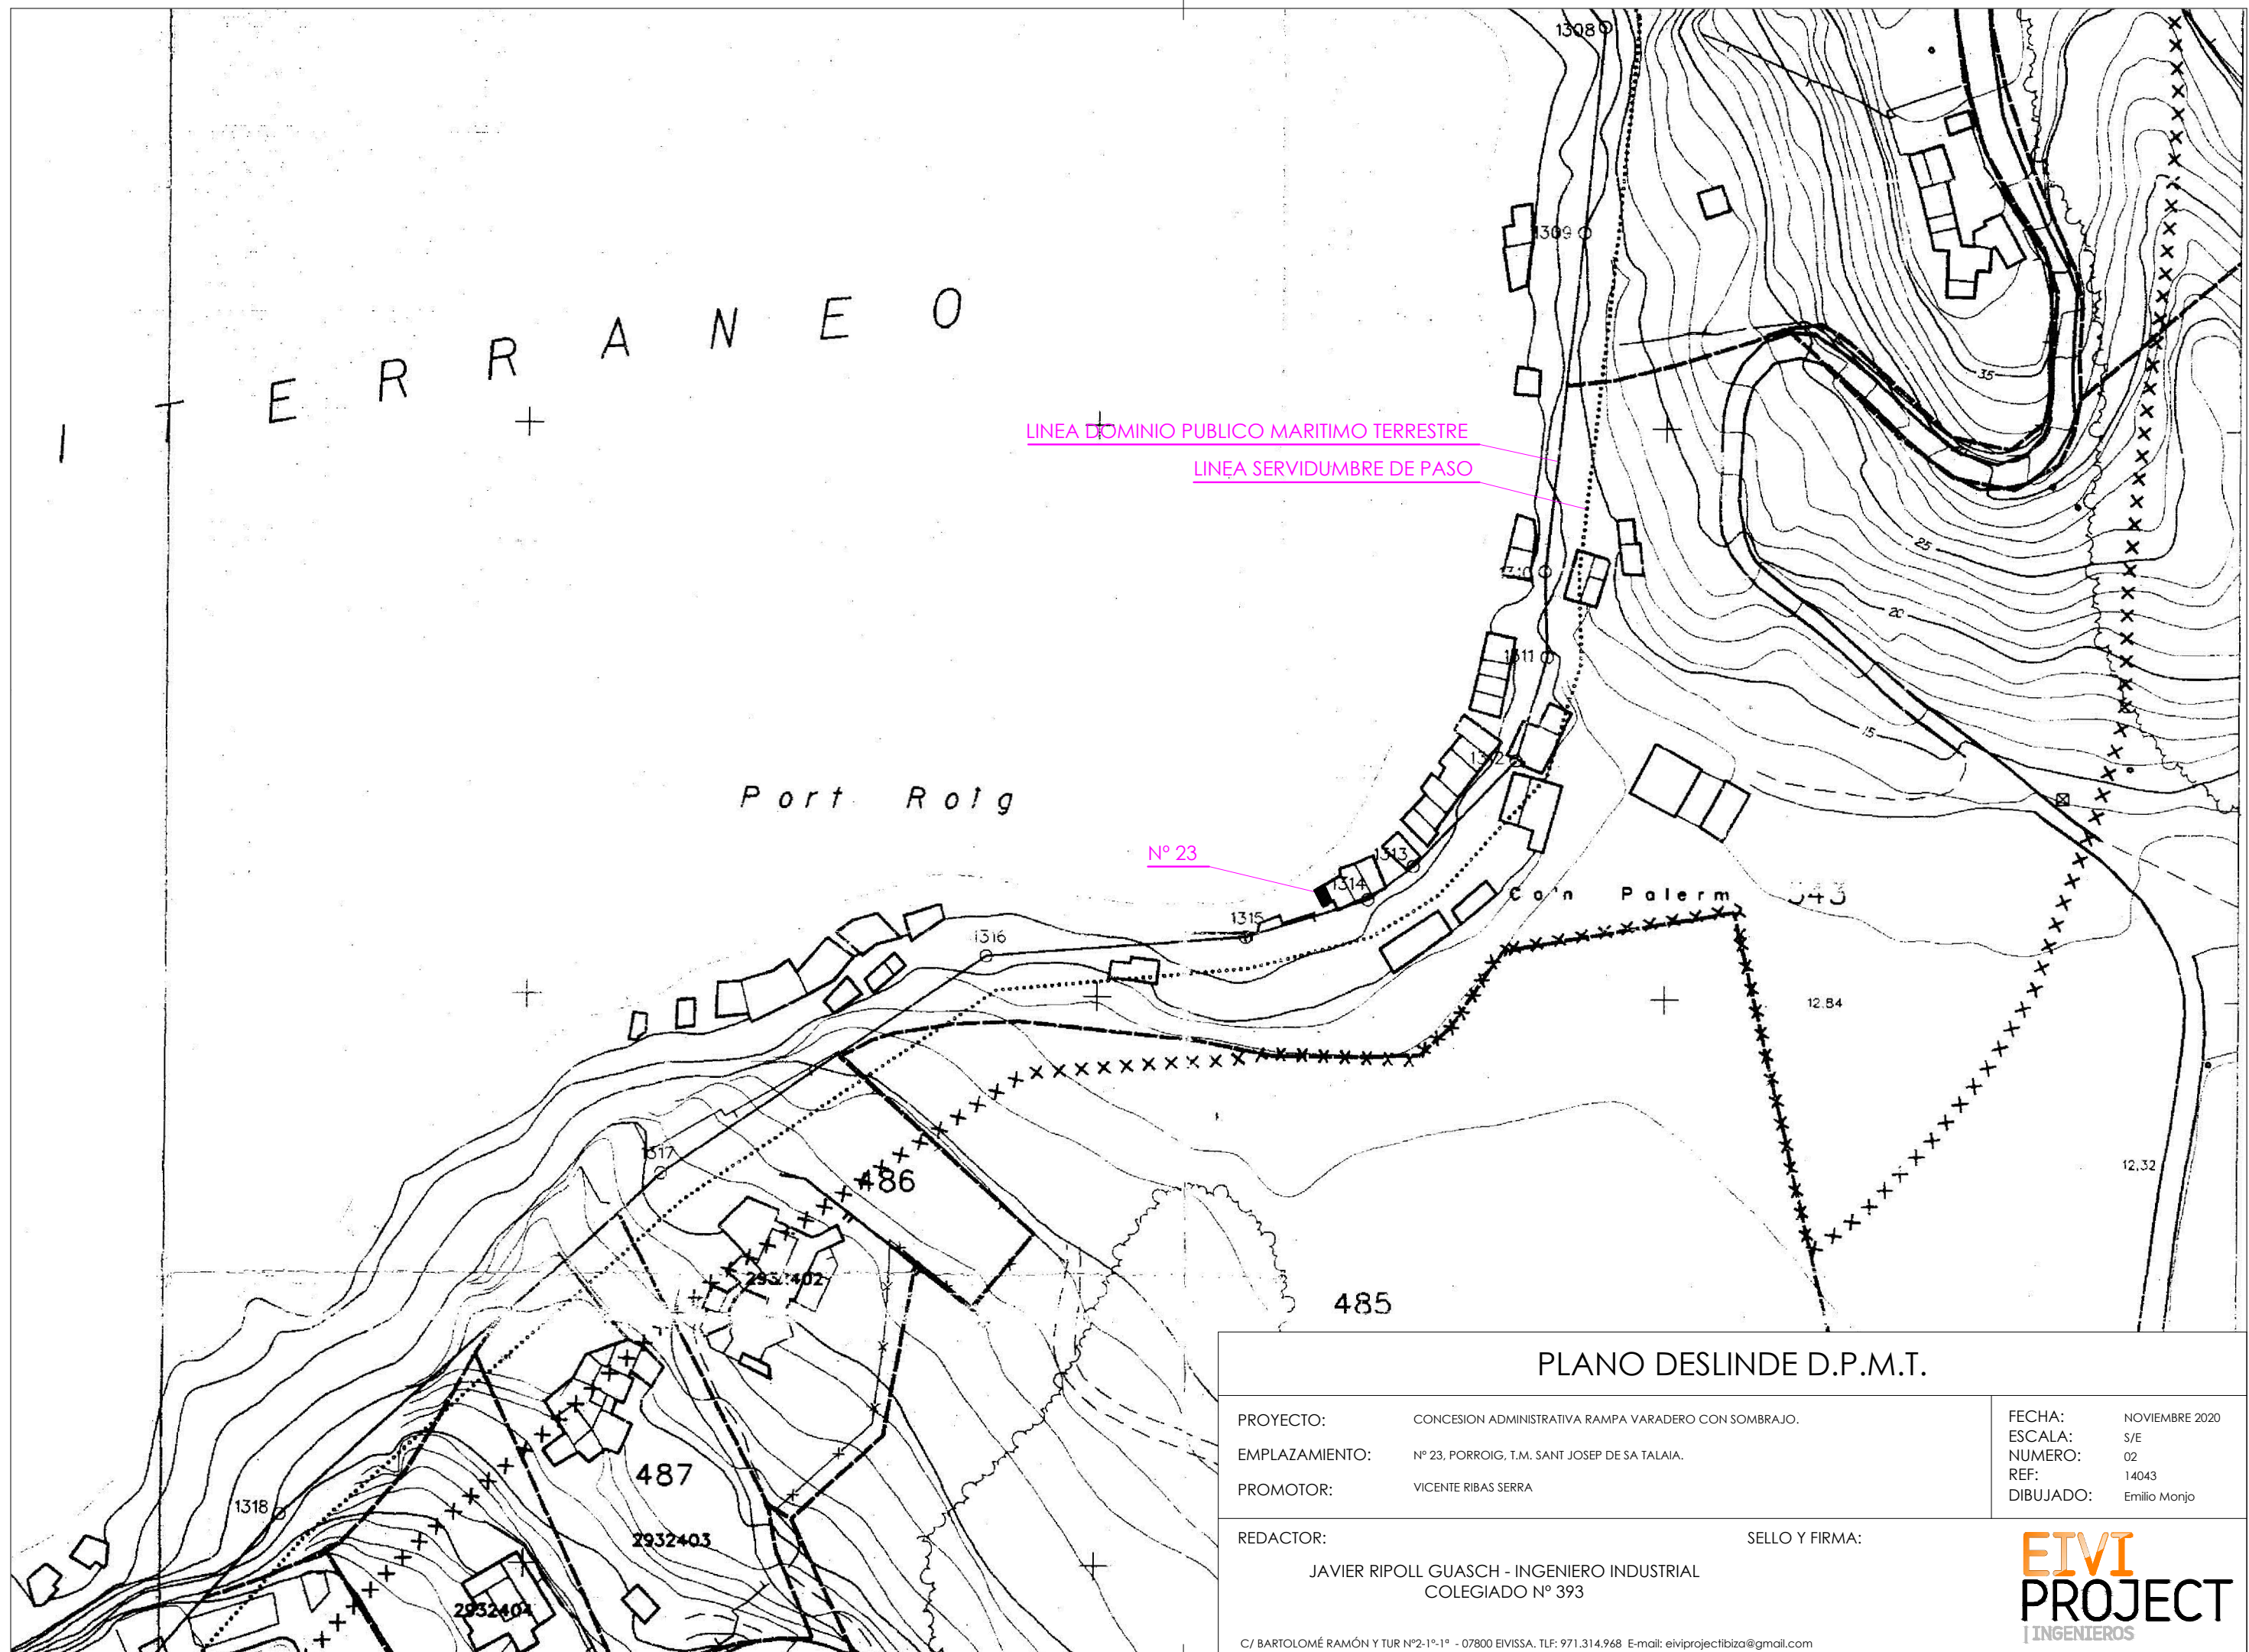 1308
1309
I T E R R A N E O
35
LINEA DOMINIO PUBLICO MARITIMO TERRESTRE
LINEA SERVIDUMBRE DE PASO
25
1310
20
1311
15
1312
Port Roig
Nº 23
1313
1314
Ca'n Palerm
1315
1316
12.84
1317
486
12,32
2932402
485
487
1318
2932403
2932404
PLANO DESLINDE D.P.M.T.
PROYECTO: CONCESION ADMINISTRATIVA RAMPA VARADERO CON SOMBRAJO.
EMPLAZAMIENTO: Nº 23, PORROIG, T.M. SANT JOSEP DE SA TALAIA.
PROMOTOR: VICENTE RIBAS SERRA
FECHA: NOVIEMBRE 2020
ESCALA: S/E
NUMERO: 02
REF: 14043
DIBUJADO: Emilio Monjo
REDACTOR:
SELLO Y FIRMA:
JAVIER RIPOLL GUASCH - INGENIERO INDUSTRIAL
COLEGIADO Nº 393
C/ BARTOLOMÉ RAMÓN Y TUR Nº2-1º-1ª - 07800 EIVISSA. TLF: 971.314.968 E-mail: eiviprojectibiza@gmail.com
EIVI
PROJECT
| INGENIEROS